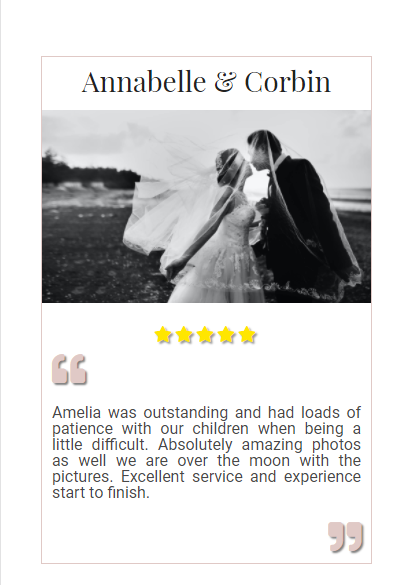 Annabelle & Corbin
“
Amelia was outstanding and had loads of
patience with our children when being a
little difficult. Absolutely amazing photos
as well we are over the moon with the
pictures. Excellent service and experience
start to finish.
”